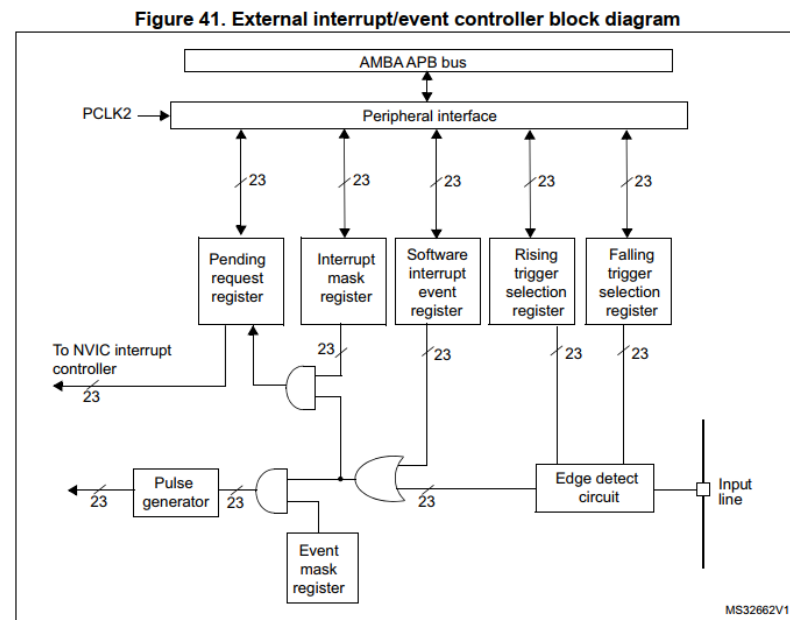 Figure 41. External interrupt/event controller block diagram
AMBA APB bus
PCLK2
Peripheral interface
23
23
23
23
23
Pending
request
register
Interrupt
mask
register
Software
interrupt
event
register
Rising
trigger
selection
register
Falling
trigger
selection
register
To NVIC interrupt
controller
23
23
23
23
23
Pulse
generator
23
23
23
Edge detect
circuit
Input
line
Event
mask
register
MS32662V1